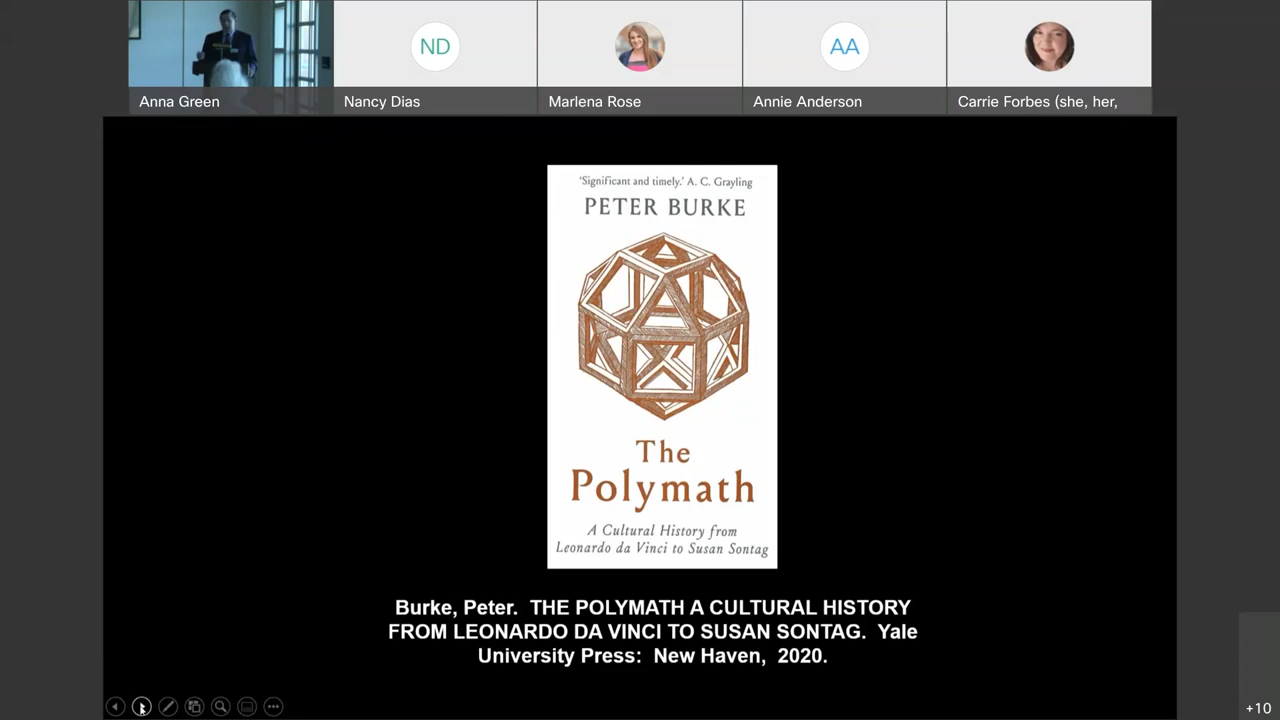 ND
AA
Anna Green
Nancy Dias
Marlena Rose
Annie Anderson
Carrie Forbes (she, her,
'Significant and timely.' A. C. Grayling
PETER BURKE
The
Polymath
A Cultural History from
Leonardo da Vinci to Susan Sontag
Burke, Peter.  THE POLYMATH A CULTURAL HISTORY
FROM LEONARDO DA VINCI TO SUSAN SONTAG.  Yale
University Press:  New Haven,  2020.
+10